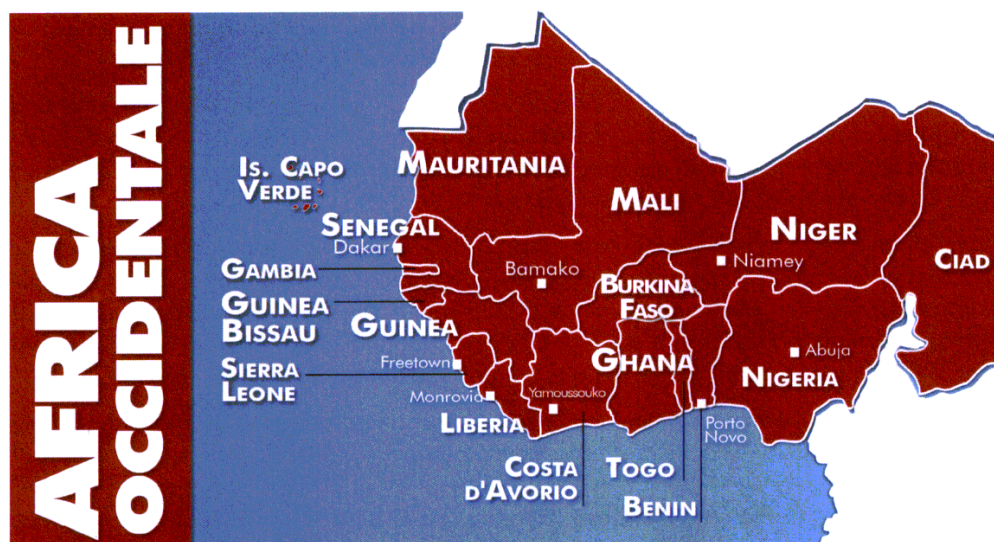 AFRICA
OCCIDENTALE
IS. CAPO
VERDE
MAURITANIA
MALI
NIGER
CIAD
SENEGAL
Dakar
GAMBIA
GUINEA
BISSAU
GUINEA
Bamako
BURKINA
FASO
Niamey
Freetown
SIERRA
LEONE
GHANA
Abuja
NIGERIA
Monrovia
Yamoussouko
LIBERIA
Porto
Novo
COSTA
D'AVORIO
TOGO
BENIN